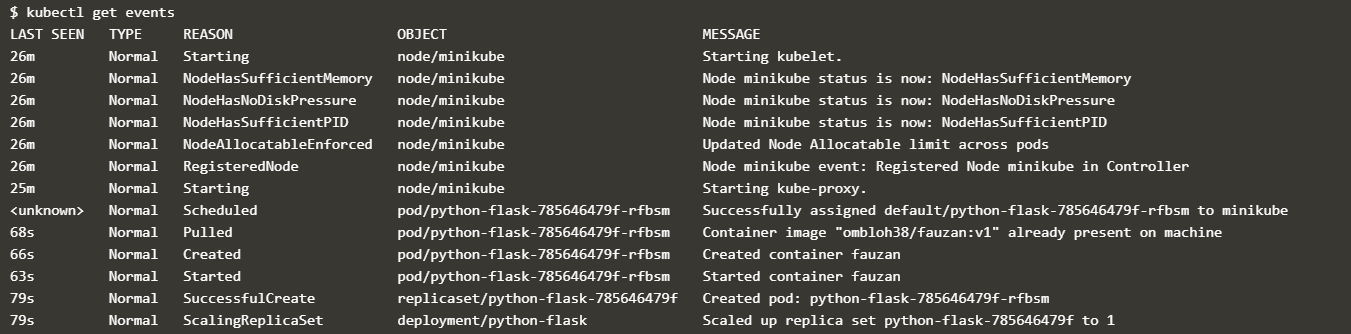 $ kubectl get events
LAST SEEN   TYPE     REASON                    OBJECT                              MESSAGE
26m         Normal   Starting                  node/minikube                       Starting kubelet.
26m         Normal   NodeHasSufficientMemory   node/minikube                       Node minikube status is now: NodeHasSufficientMemory
26m         Normal   NodeHasNoDiskPressure     node/minikube                       Node minikube status is now: NodeHasNoDiskPressure
26m         Normal   NodeHasSufficientPID      node/minikube                       Node minikube status is now: NodeHasSufficientPID
26m         Normal   NodeAllocatableEnforced   node/minikube                       Updated Node Allocatable limit across pods
26m         Normal   RegisteredNode            node/minikube                       Node minikube event: Registered Node minikube in Controller
25m         Normal   Starting                  node/minikube                       Starting kube-proxy.
<unknown>   Normal   Scheduled                 pod/python-flask-785646479f-rfbsm   Successfully assigned default/python-flask-785646479f-rfbsm to minikube
68s         Normal   Pulled                    pod/python-flask-785646479f-rfbsm   Container image "ombloh38/fauzan:v1" already present on machine
66s         Normal   Created                   pod/python-flask-785646479f-rfbsm   Created container fauzan
63s         Normal   Started                   pod/python-flask-785646479f-rfbsm   Started container fauzan
79s         Normal   SuccessfulCreate          replicaset/python-flask-785646479f   Created pod: python-flask-785646479f-rfbsm
79s         Normal   ScalingReplicaSet         deployment/python-flask             Scaled up replica set python-flask-785646479f to 1